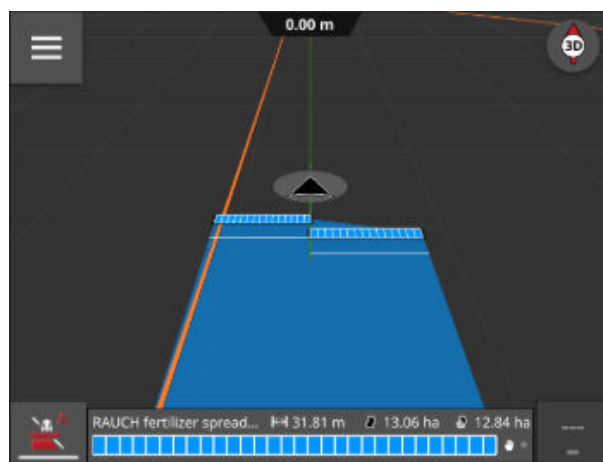 0.00 m
3D
RAUCH fertilizer spread... 31.81 m 13.06 ha 12.84 ha
A
---